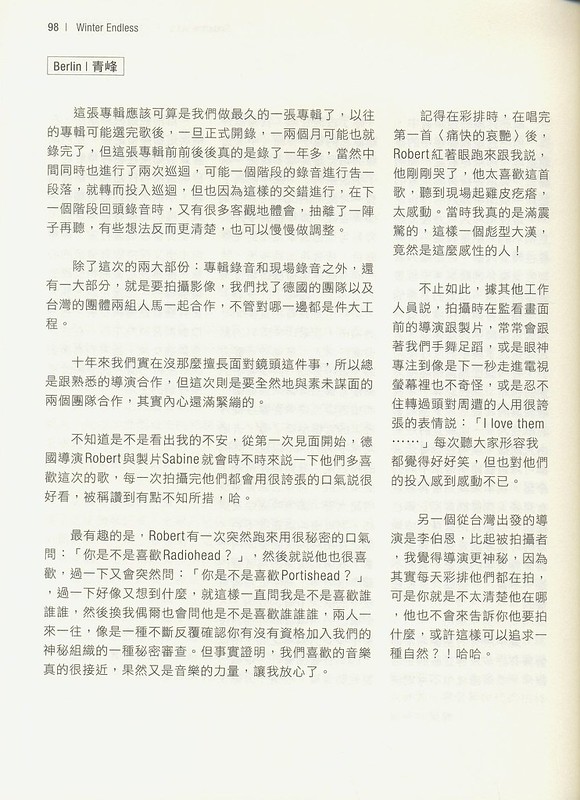 98 | Winter Endless
Berlin | 青峰
這張專輯應該可算是我們做最久的一張專輯了，以往
的專輯可能選完歌後，一旦正式開錄，一兩個月可能也就
錄完了，但這張專輯前前後後真的是錄了一年多，當然中
間同時也進行了兩次巡迴，可能一個階段的錄音進行告一
段落，就轉而投入巡迴，但也因為這樣的交錯進行，在下
一個階段回頭錄音時，又有很多客觀地體會，抽離了一陣
子再聽，有些想法反而更清楚，也可以慢慢做調整。
除了這次的兩大部份：專輯錄音和現場錄音之外，還
有一大部分，就是要拍攝影像，我們找了德國的團隊以及
台灣的團體兩組人馬一起合作，不管對哪一邊都是件大工
程。
十年來我們實在沒那麼擅長面對鏡頭這件事，所以總
是跟熟悉的導演合作，但這次則是要全然地與素未謀面的
兩個團隊合作，其實內心還滿緊繃的。
不知道是不是看出我的不安，從第一次見面開始，德
國導演Robert與製片Sabine就會時不時來説一下他們多喜
歡這次的歌，每一次拍攝完他們都會用很誇張的口氣説很
好看，被稱讚到有點不知所措，哈。
最有趣的是，Robert有一次突然跑來用很秘密的口氣
問：「你是不是喜歡Radiohead？」，然後就説他也很喜
歡，過一下又會突然問：「你是不是喜歡Portishead？」
，過一下好像又想到什麼，就這樣一直問我是不是喜歡誰
誰誰，然後換我偶爾也會問他是不是喜歡誰誰誰，兩人一
來一往，像是一種不斷反覆確認你有沒有資格加入我們的
神秘組織的一種秘密審查。但事實證明，我們喜歡的音樂
真的很接近，果然又是音樂的力量，讓我放心了。
記得在彩排時，在唱完
第一首〈痛快的哀艷〉後，
Robert紅著眼跑來跟我説，
他剛剛哭了，他太喜歡這首
歌，聽到現場起雞皮疙瘩，
太感動。當時我真的是滿震
驚的，這樣一個彪型大漢，
竟然是這麼感性的人！
不止如此，據其他工作
人員説，拍攝時在監看畫面
前的導演跟製片，常常會跟
著我們手舞足蹈，或是眼神
專注到像是下一秒走進電視
螢幕裡也不奇怪，或是忍不
住轉過頭對周遭的人用很誇
張的表情説：「I love them
……」每次聽大家形容我
都覺得好好笑，但也對他們
的投入感到感動不已。
另一個從台灣出發的導
演是李伯恩，比起被拍攝者
，我覺得導演更神秘，因為
其實每天彩排他們都在拍，
可是你就是不太清楚他在哪
，他也不會來告訴你他要拍
什麼，或許這樣可以追求一
種自然？！哈哈。